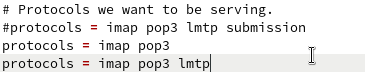 # Protocols we want to be serving.
#protocols = imap pop3 lmtp submission
protocols = imap pop3
protocols = imap pop3 lmtp